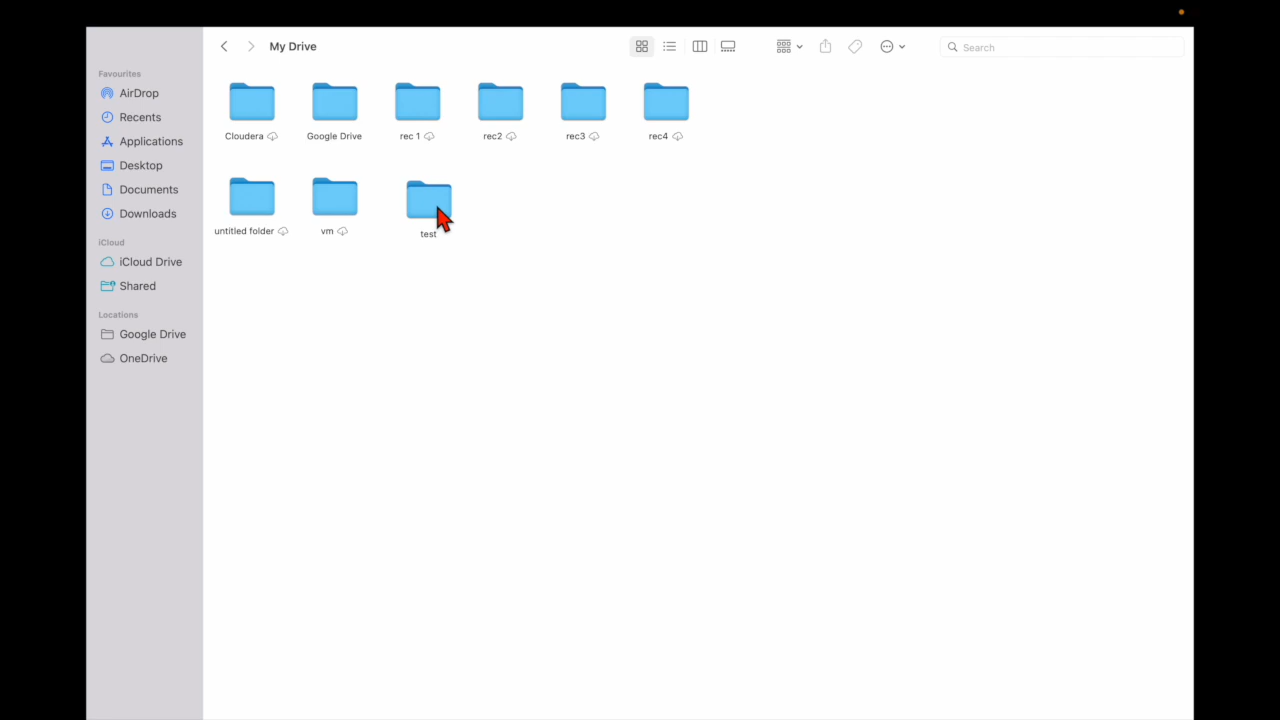 My Drive
Search
Favourites
AirDrop
Recents
Applications
Desktop
Documents
Downloads
iCloud
iCloud Drive
Shared
Locations
Google Drive
OneDrive
Cloudera
Google Drive
rec 1
rec2
rec3
rec4
untitled folder
vm
test